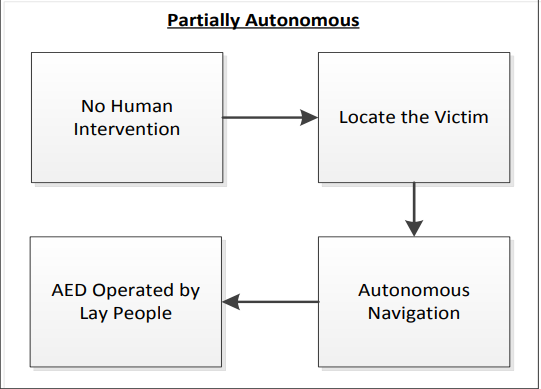 Partially Autonomous
No Human
Intervention
Locate the Victim
Autonomous
Navigation
AED Operated by
Lay People